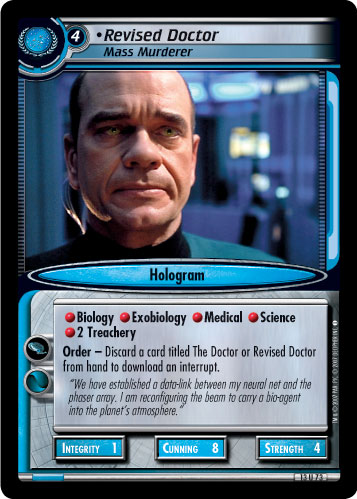 4
•Revised Doctor
Mass Murderer
Hologram
•Biology •Exobiology •Medical •Science
•2 Treachery
Order – Discard a card titled The Doctor or Revised Doctor
from hand to download an interrupt.
"We have established a data-link between my neural net and the
phaser array. I am reconfiguring the beam to carry a bio-agent
into the planet's atmosphere."
INTEGRITY 1
CUNNING 8
STRENGTH 4
13 U 73